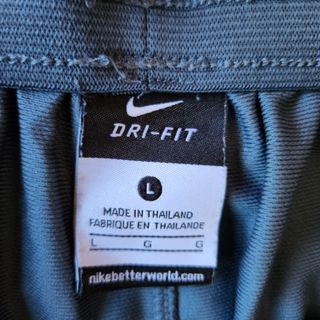 DRI-FIT
L
MADE IN THAILAND
FABRIQUE EN THAILANDE
L G G
nikebetterworld.com